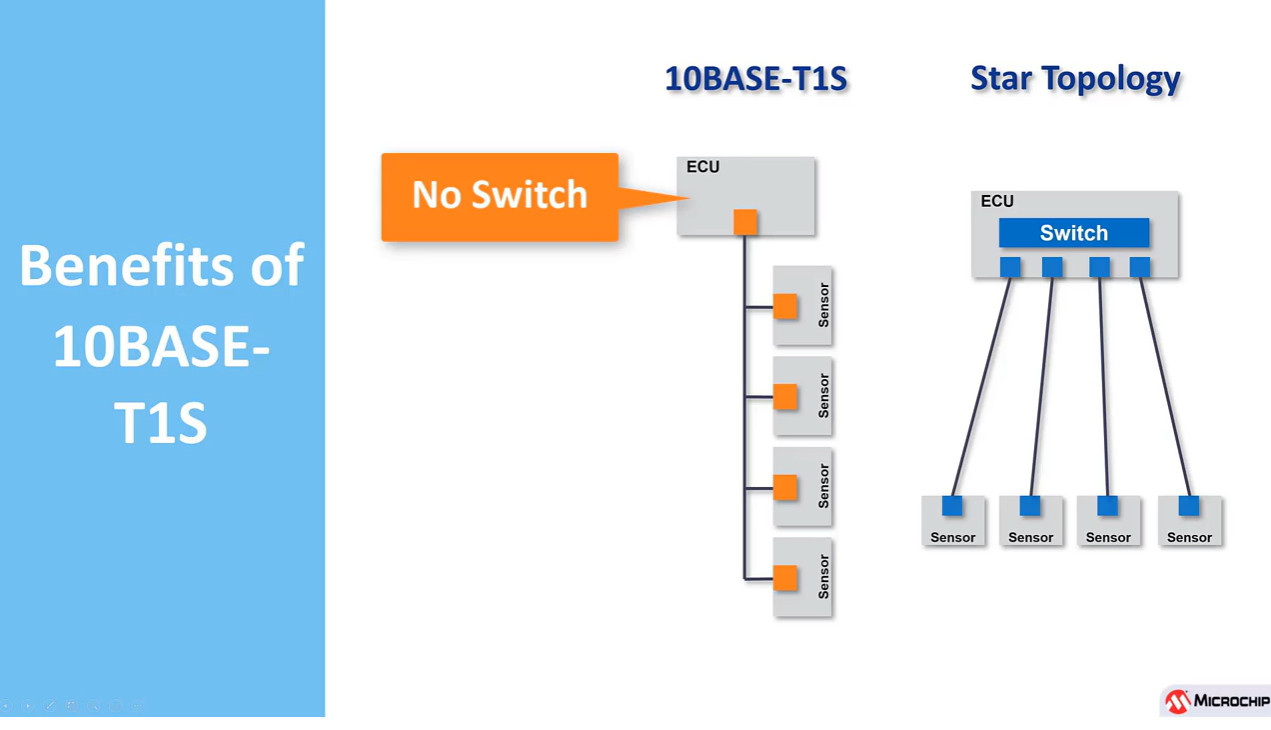 Benefits of
10BASE-
T1S
10BASE-T1S
Star Topology
No Switch
ECU
Sensor
Sensor
Sensor
Sensor
ECU
Switch
Sensor
Sensor
Sensor
Sensor
MICROCHIP